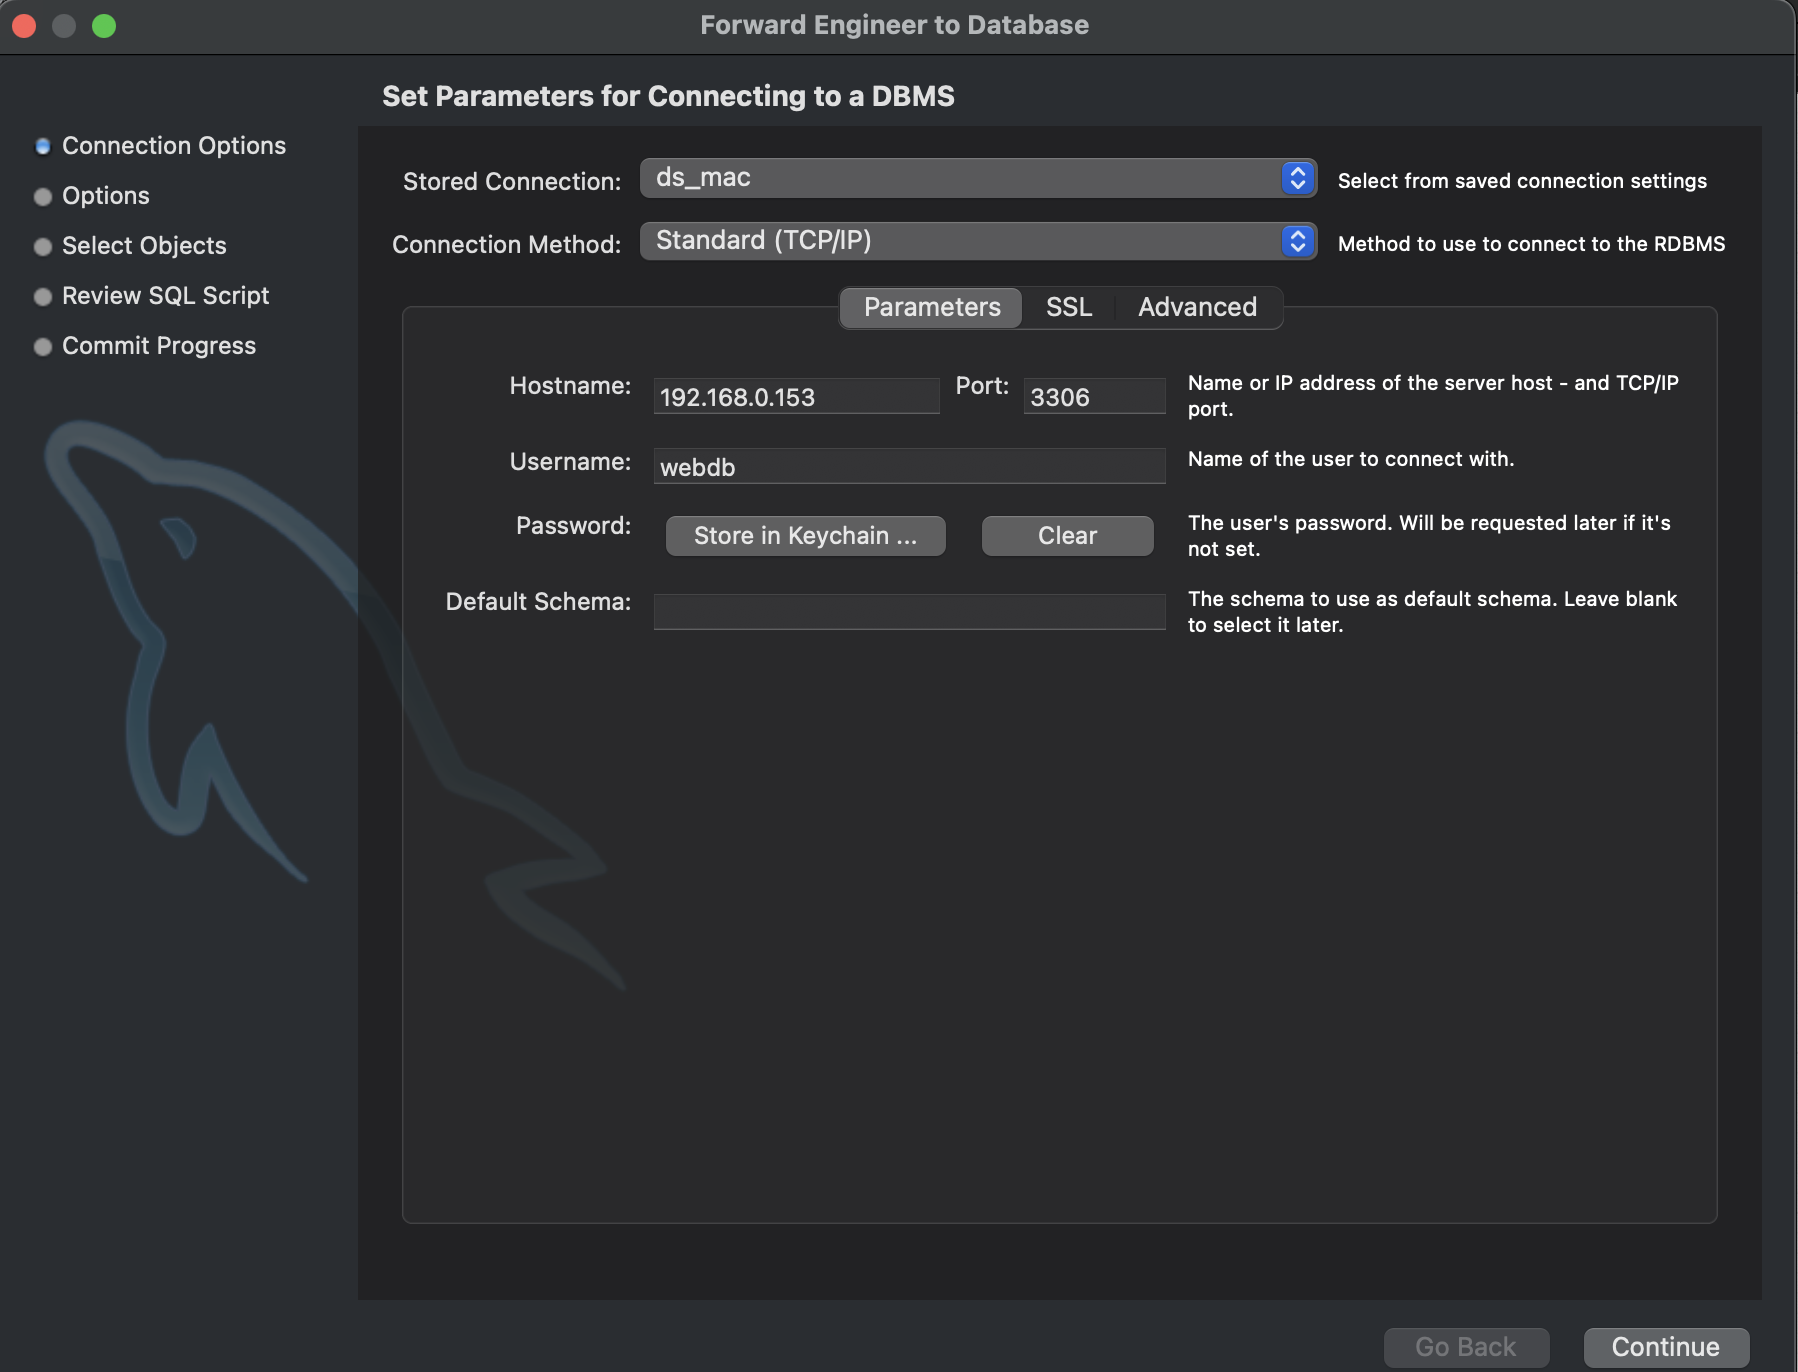 Forward Engineer to Database
Set Parameters for Connecting to a DBMS
Connection Options
Options
Select Objects
Review SQL Script
Commit Progress
Stored Connection: ds_mac Select from saved connection settings
Connection Method: Standard (TCP/IP) Method to use to connect to the RDBMS
Parameters SSL Advanced
Hostname: 192.168.0.153 Port: 3306 Name or IP address of the server host - and TCP/IP
port.
Username: webdb Name of the user to connect with.
Password: Store in Keychain ... Clear The user's password. Will be requested later if it's
not set.
Default Schema: The schema to use as default schema. Leave blank
to select it later.
Go Back Continue